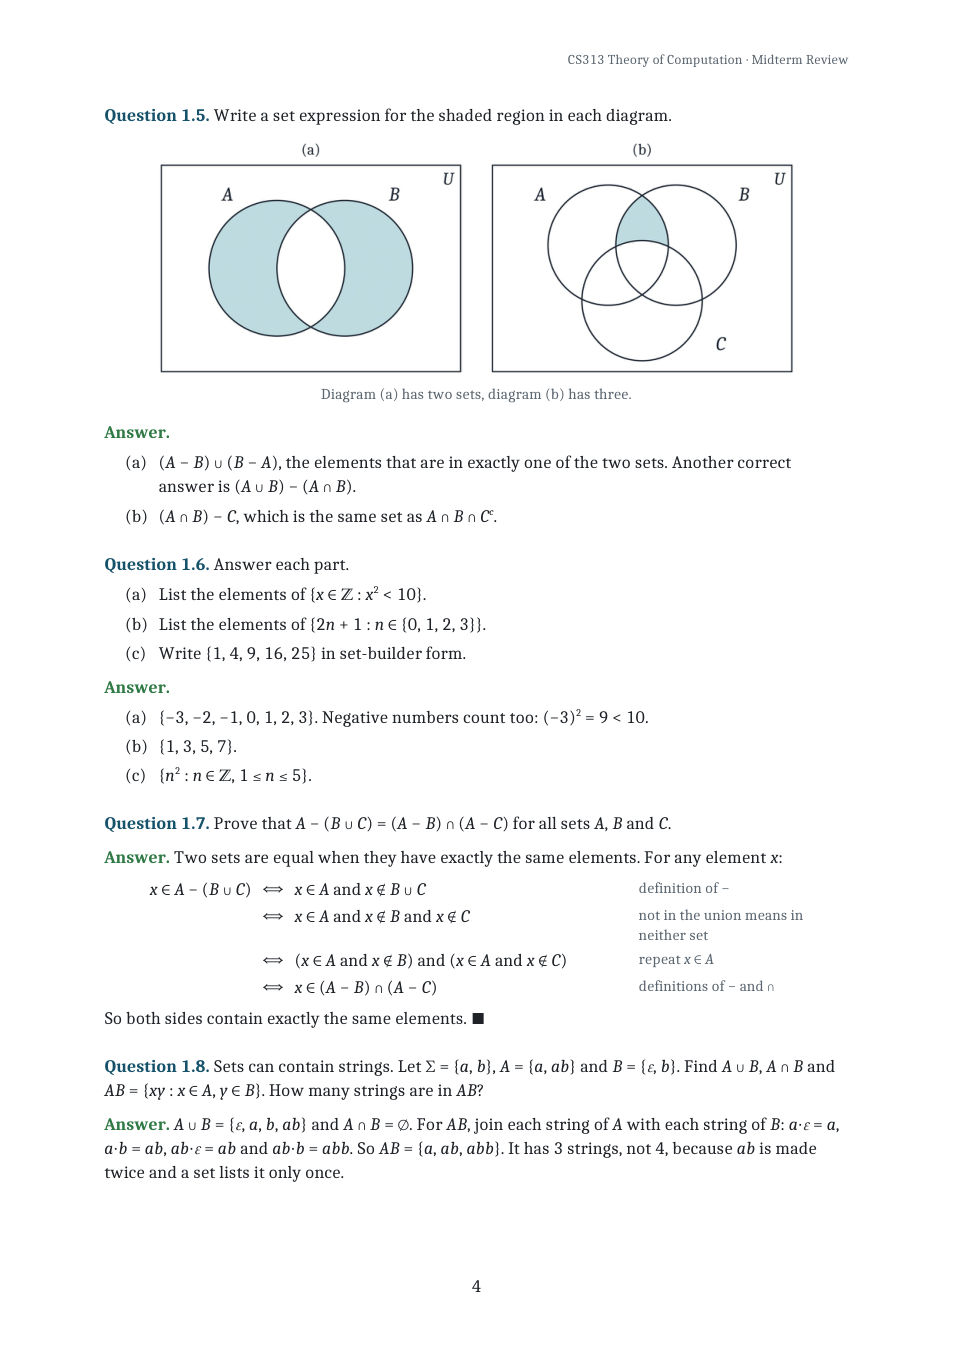 CS313 Theory of Computation · Midterm Review
Question 1.5. Write a set expression for the shaded region in each diagram.
(a)
(b)
U
A
B
U
A
B
C
Diagram (a) has two sets, diagram (b) has three.
Answer.
(a) (A − B) ∪ (B − A), the elements that are in exactly one of the two sets. Another correct
answer is (A ∪ B) − (A ∩ B).
(b) (A ∩ B) − C, which is the same set as A ∩ B ∩ Cᶜ.
Question 1.6. Answer each part.
(a) List the elements of {x ∈ ℤ : x² < 10}.
(b) List the elements of {2n + 1 : n ∈ {0, 1, 2, 3}}.
(c) Write {1, 4, 9, 16, 25} in set-builder form.
Answer.
(a) {−3, −2, −1, 0, 1, 2, 3}. Negative numbers count too: (−3)² = 9 < 10.
(b) {1, 3, 5, 7}.
(c) {n² : n ∈ ℤ, 1 ≤ n ≤ 5}.
Question 1.7. Prove that A − (B ∪ C) = (A − B) ∩ (A − C) for all sets A, B and C.
Answer. Two sets are equal when they have exactly the same elements. For any element x:
x ∈ A − (B ∪ C) ⟺ x ∈ A and x ∉ B ∪ C definition of −
⟺ x ∈ A and x ∉ B and x ∉ C not in the union means in
neither set
⟺ (x ∈ A and x ∉ B) and (x ∈ A and x ∉ C) repeat x ∈ A
⟺ x ∈ (A − B) ∩ (A − C) definitions of − and ∩
So both sides contain exactly the same elements. ■
Question 1.8. Sets can contain strings. Let Σ = {a, b}, A = {a, ab} and B = {ε, b}. Find A ∪ B, A ∩ B and
AB = {xy : x ∈ A, y ∈ B}. How many strings are in AB?
Answer. A ∪ B = {ε, a, b, ab} and A ∩ B = ∅. For AB, join each string of A with each string of B: a·ε = a,
a·b = ab, ab·ε = ab and ab·b = abb. So AB = {a, ab, abb}. It has 3 strings, not 4, because ab is made
twice and a set lists it only once.
4